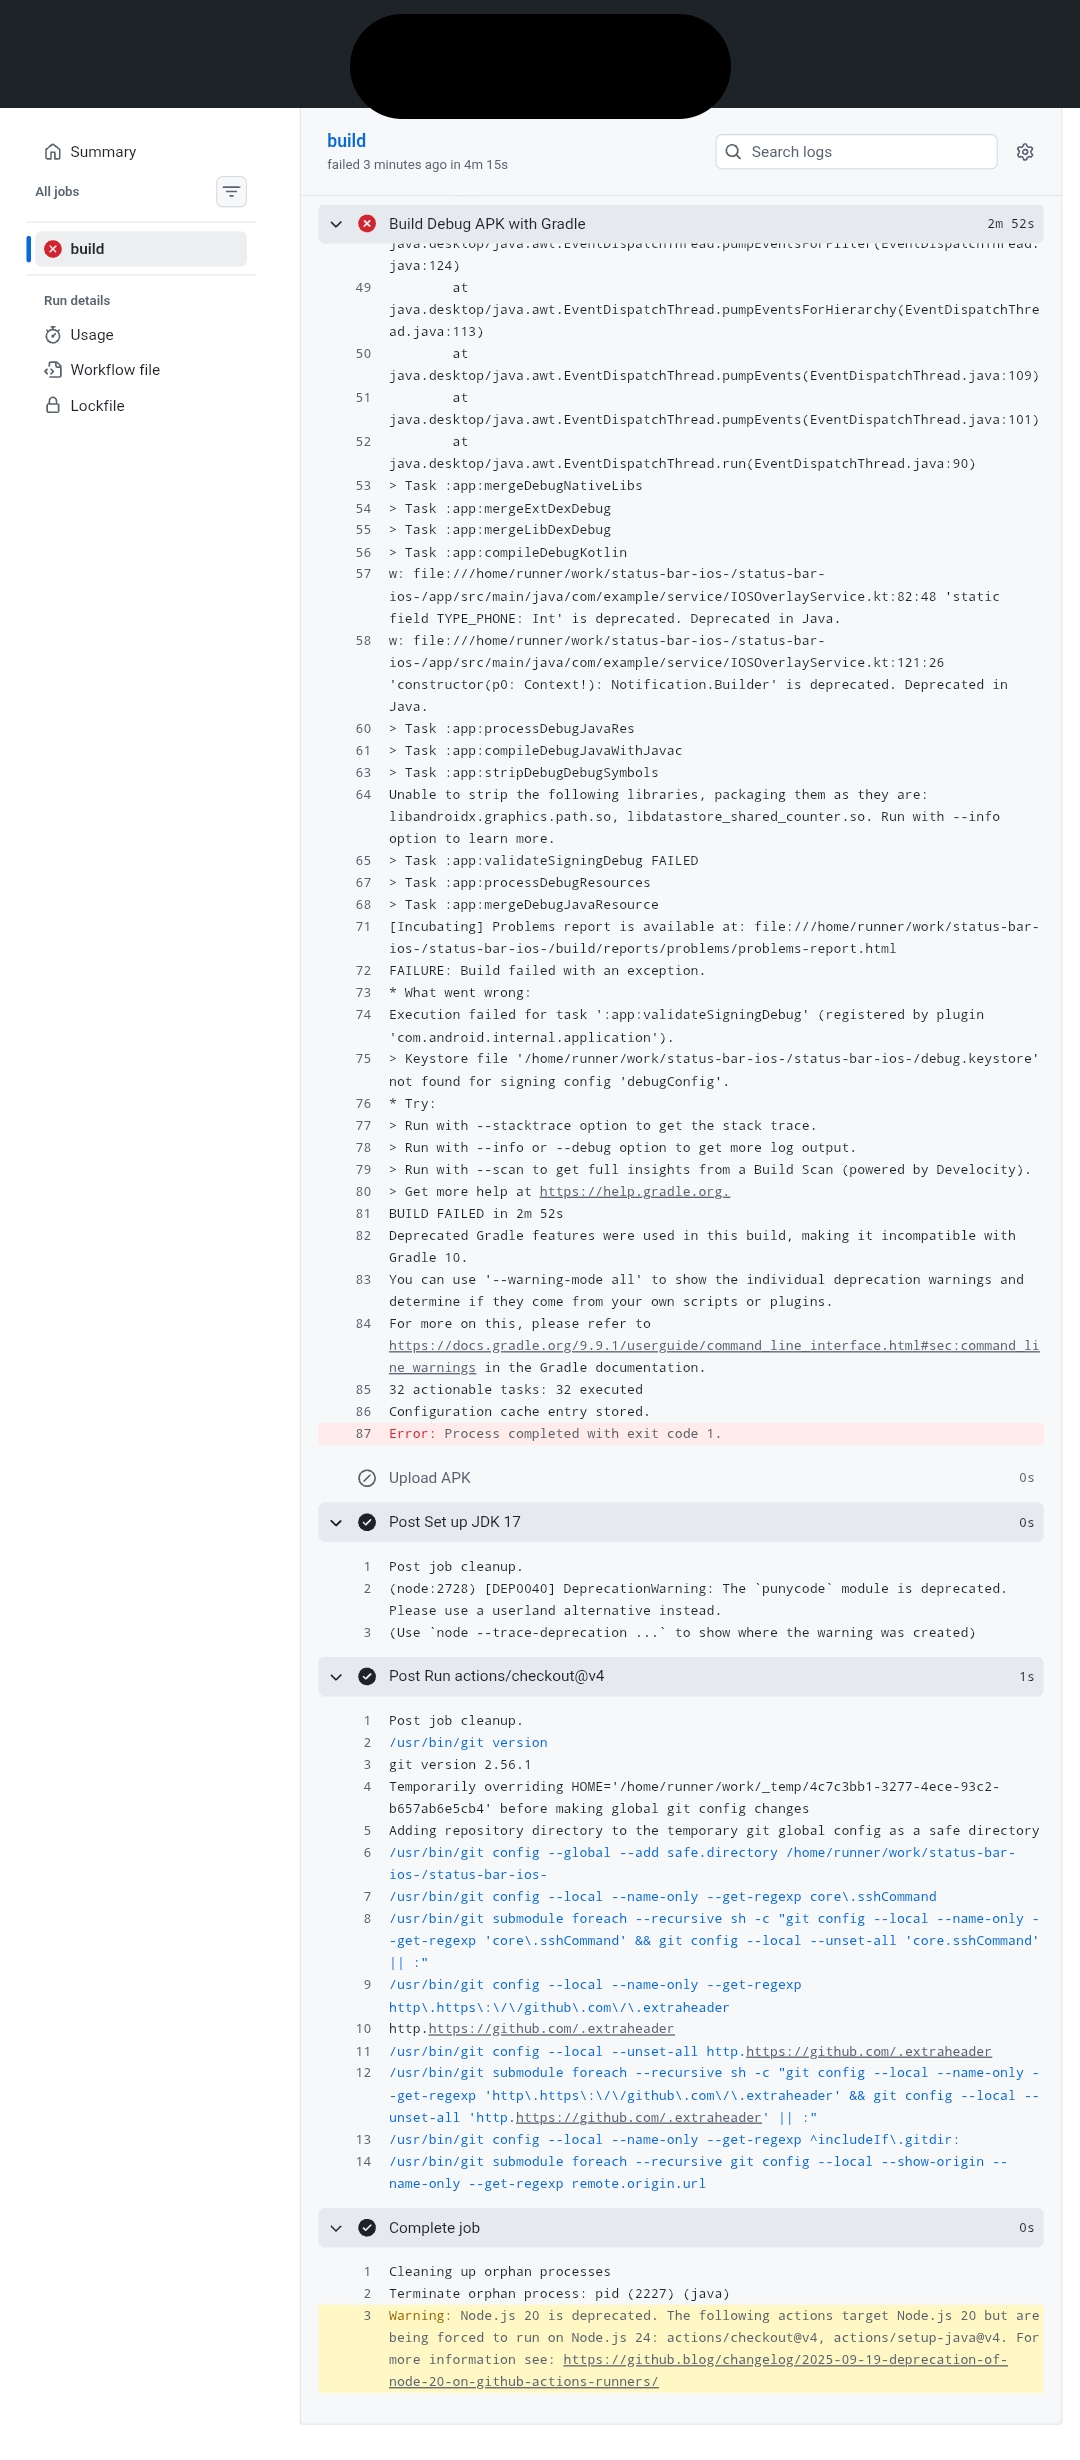 Summary
All jobs
build
Run details
Usage
Workflow file
Lockfile
build
failed 3 minutes ago in 4m 15s
Search logs
Build Debug APK with Gradle 2m 52s
java.desktop/java.awt.EventDispatchThread.pumpEventsForFilter(EventDispatchThread.
java:124)
49 at
java.desktop/java.awt.EventDispatchThread.pumpEventsForHierarchy(EventDispatchThre
ad.java:113)
50 at
java.desktop/java.awt.EventDispatchThread.pumpEvents(EventDispatchThread.java:109)
51 at
java.desktop/java.awt.EventDispatchThread.pumpEvents(EventDispatchThread.java:101)
52 at
java.desktop/java.awt.EventDispatchThread.run(EventDispatchThread.java:90)
53 > Task :app:mergeDebugNativeLibs
54 > Task :app:mergeExtDexDebug
55 > Task :app:mergeLibDexDebug
56 > Task :app:compileDebugKotlin
57 w: file:///home/runner/work/status-bar-ios-/status-bar-
ios-/app/src/main/java/com/example/service/IOSOverlayService.kt:82:48 'static
field TYPE_PHONE: Int' is deprecated. Deprecated in Java.
58 w: file:///home/runner/work/status-bar-ios-/status-bar-
ios-/app/src/main/java/com/example/service/IOSOverlayService.kt:121:26
'constructor(p0: Context!): Notification.Builder' is deprecated. Deprecated in
Java.
60 > Task :app:processDebugJavaRes
61 > Task :app:compileDebugJavaWithJavac
63 > Task :app:stripDebugDebugSymbols
64 Unable to strip the following libraries, packaging them as they are:
libandroidx.graphics.path.so, libdatastore_shared_counter.so. Run with --info
option to learn more.
65 > Task :app:validateSigningDebug FAILED
67 > Task :app:processDebugResources
68 > Task :app:mergeDebugJavaResource
71 [Incubating] Problems report is available at: file:///home/runner/work/status-bar-
ios-/status-bar-ios-/build/reports/problems/problems-report.html
72 FAILURE: Build failed with an exception.
73 * What went wrong:
74 Execution failed for task ':app:validateSigningDebug' (registered by plugin
'com.android.internal.application').
75 > Keystore file '/home/runner/work/status-bar-ios-/status-bar-ios-/debug.keystore'
not found for signing config 'debugConfig'.
76 * Try:
77 > Run with --stacktrace option to get the stack trace.
78 > Run with --info or --debug option to get more log output.
79 > Run with --scan to get full insights from a Build Scan (powered by Develocity).
80 > Get more help at https://help.gradle.org.
81 BUILD FAILED in 2m 52s
82 Deprecated Gradle features were used in this build, making it incompatible with
Gradle 10.
83 You can use '--warning-mode all' to show the individual deprecation warnings and
determine if they come from your own scripts or plugins.
84 For more on this, please refer to
https://docs.gradle.org/9.9.1/userguide/command_line_interface.html#sec:command_li
ne_warnings in the Gradle documentation.
85 32 actionable tasks: 32 executed
86 Configuration cache entry stored.
87 Error: Process completed with exit code 1.
Upload APK 0s
Post Set up JDK 17 0s
1 Post job cleanup.
2 (node:2728) [DEP0040] DeprecationWarning: The `punycode` module is deprecated.
Please use a userland alternative instead.
3 (Use `node --trace-deprecation ...` to show where the warning was created)
Post Run actions/checkout@v4 1s
1 Post job cleanup.
2 /usr/bin/git version
3 git version 2.56.1
4 Temporarily overriding HOME='/home/runner/work/_temp/4c7c3bb1-3277-4ece-93c2-
b657ab6e5cb4' before making global git config changes
5 Adding repository directory to the temporary git global config as a safe directory
6 /usr/bin/git config --global --add safe.directory /home/runner/work/status-bar-
ios-/status-bar-ios-
7 /usr/bin/git config --local --name-only --get-regexp core\.sshCommand
8 /usr/bin/git submodule foreach --recursive sh -c "git config --local --name-only -
-get-regexp 'core\.sshCommand' && git config --local --unset-all 'core.sshCommand'
|| :"
9 /usr/bin/git config --local --name-only --get-regexp
http\.https\:\/\/github\.com\/\.extraheader
10 http.https://github.com/.extraheader
11 /usr/bin/git config --local --unset-all http.https://github.com/.extraheader
12 /usr/bin/git submodule foreach --recursive sh -c "git config --local --name-only -
-get-regexp 'http\.https\:\/\/github\.com\/\.extraheader' && git config --local --
unset-all 'http.https://github.com/.extraheader' || :"
13 /usr/bin/git config --local --name-only --get-regexp ^includeIf\.gitdir:
14 /usr/bin/git submodule foreach --recursive git config --local --show-origin --
name-only --get-regexp remote.origin.url
Complete job 0s
1 Cleaning up orphan processes
2 Terminate orphan process: pid (2227) (java)
3 Warning: Node.js 20 is deprecated. The following actions target Node.js 20 but are
being forced to run on Node.js 24: actions/checkout@v4, actions/setup-java@v4. For
more information see: https://github.blog/changelog/2025-09-19-deprecation-of-
node-20-on-github-actions-runners/